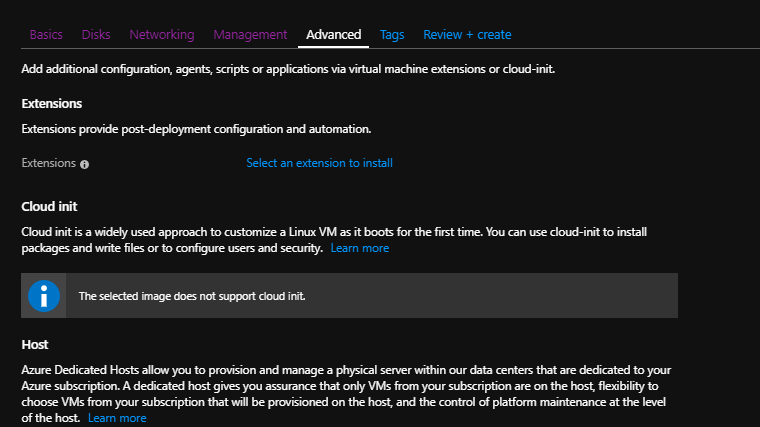 Basics Disks Networking Management Advanced Tags Review + create
Add additional configuration, agents, scripts or applications via virtual machine extensions or cloud-init.
Extensions
Extensions provide post-deployment configuration and automation.
Extensions Select an extension to install
Cloud init
Cloud init is a widely used approach to customize a Linux VM as it boots for the first time. You can use cloud-init to install
packages and write files or to configure users and security. Learn more
The selected image does not support cloud init.
Host
Azure Dedicated Hosts allow you to provision and manage a physical server within our data centers that are dedicated to your
Azure subscription. A dedicated host gives you assurance that only VMs from your subscription are on the host, flexibility to
choose VMs from your subscription that will be provisioned on the host, and the control of platform maintenance at the level
of the host. Learn more